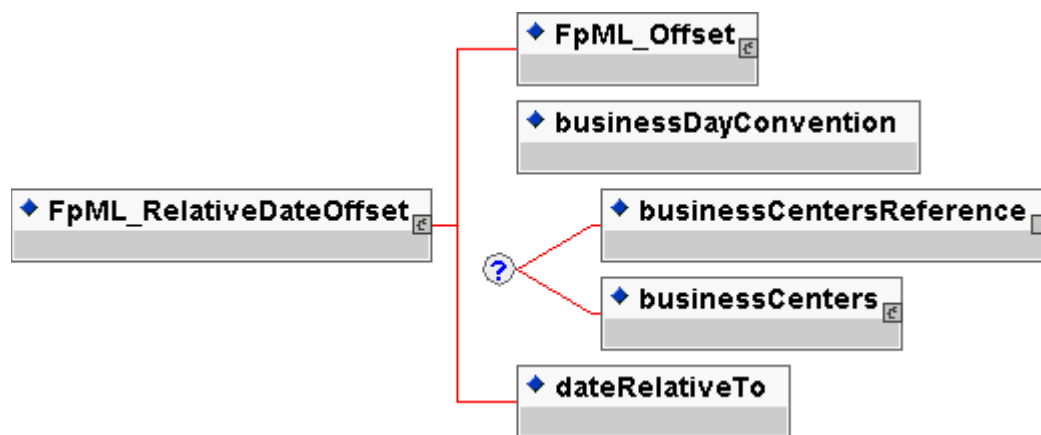 FpML_Offset
businessDayConvention
FpML_RelativeDateOffset
businessCentersReference
?
businessCenters
dateRelativeTo